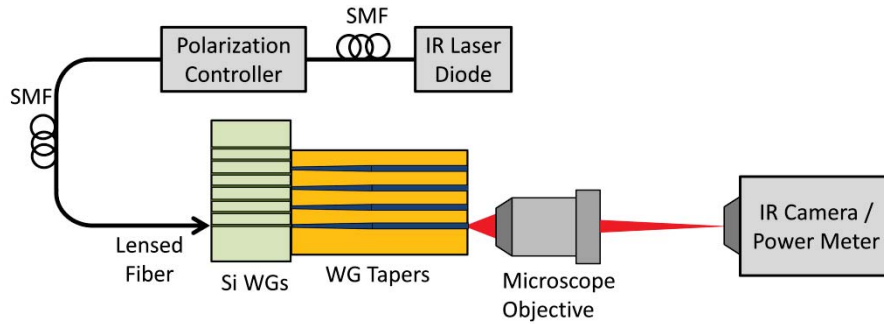 SMF
Polarization
Controller
IR Laser
Diode
SMF
Lensed
Fiber
Si WGs
WG Tapers
Microscope
Objective
IR Camera /
Power Meter